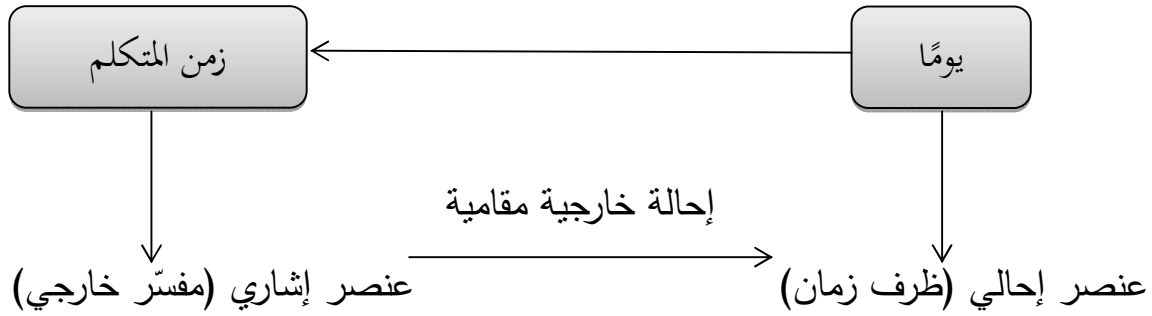 يومًا
زمن المتكلم
إحالة خارجية مقامية
عنصر إحالي (ظرف زمان)
عنصر إشاري (مفسّر خارجي)